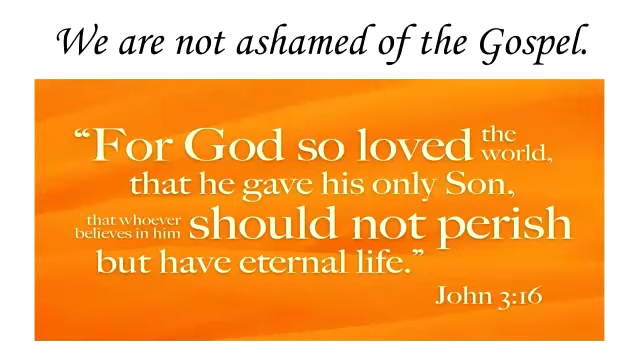 We are not ashamed of the Gospel.
“For God so loved the world,
that he gave his only Son,
that whoever believes in him should not perish
but have eternal life.”
John 3:16